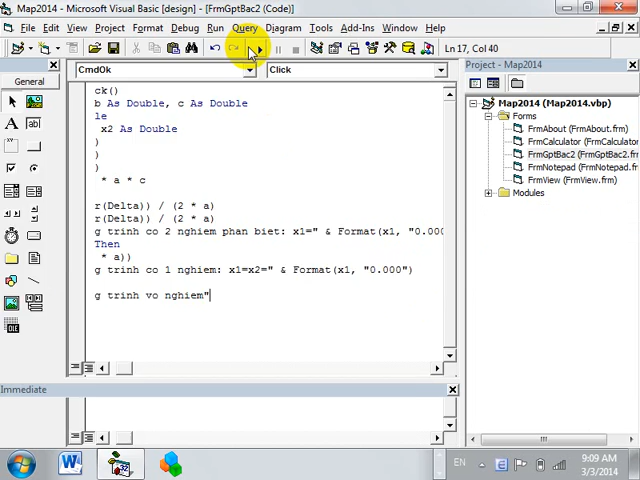 Map2014 - Microsoft Visual Basic [design] - [FrmGptBac2 (Code)]
File Edit View Project Format Debug Run Query Diagram Tools Add-Ins Window Help
Ln 17, Col 40
General
CmdOk
Click
ck()
b As Double, c As Double
le
x2 As Double
)
)
)
* a * c
r(Delta)) / (2 * a)
r(Delta)) / (2 * a)
g trinh co 2 nghiem phan biet: x1=" & Format(x1, "0.000
Then
* a))
g trinh co 1 nghiem: x1=x2=" & Format(x1, "0.000")
g trinh vo nghiem"
Immediate
Project - Map2014
Map2014 (Map2014.vbp)
Forms
FrmAbout (FrmAbout.frm)
FrmCalculator (FrmCalculator
FrmGptBac2 (FrmGptBac2.frm
FrmNotepad (FrmNotepad.frm
FrmView (FrmView.frm)
Modules
EN
9:09 AM
3/3/2014